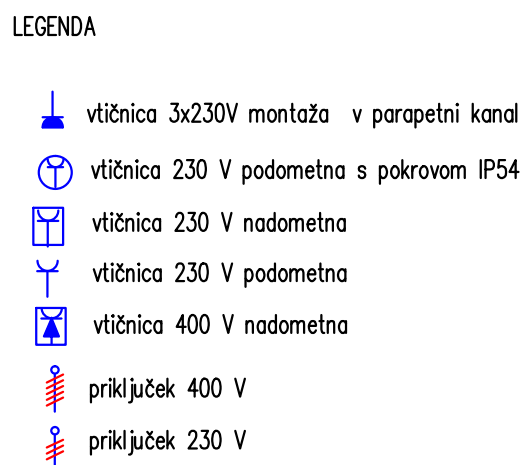 LEGENDA
vtičnica 3x230V montaža v parapetni kanal
vtičnica 230 V podometna s pokrovom IP54
vtičnica 230 V nadometna
vtičnica 230 V podometna
vtičnica 400 V nadometna
priključek 400 V
priključek 230 V